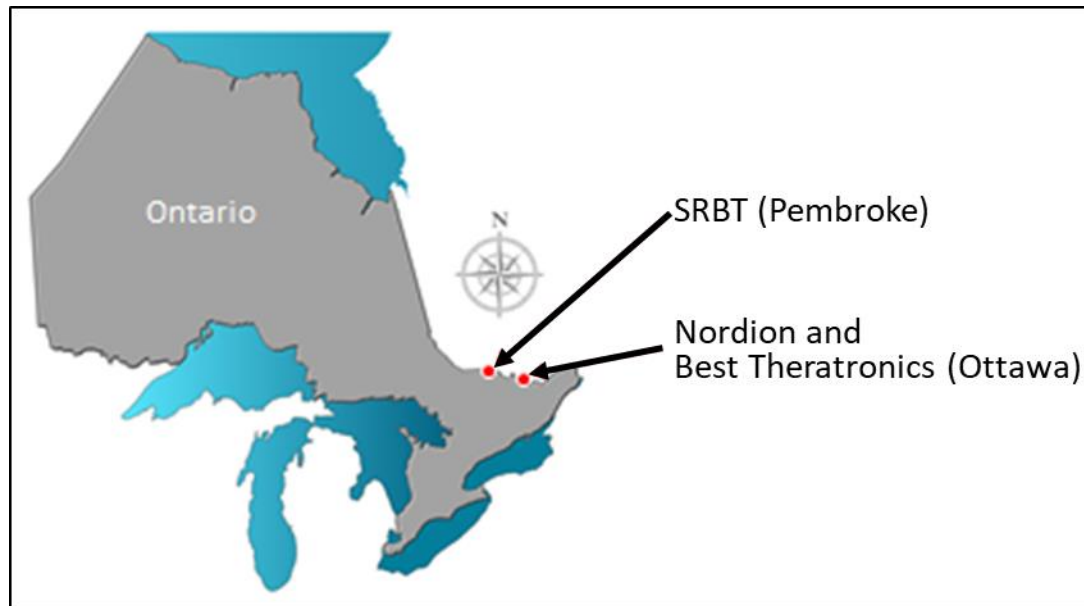 Ontario
N
SRBT (Pembroke)
Nordion and
Best Theratronics (Ottawa)